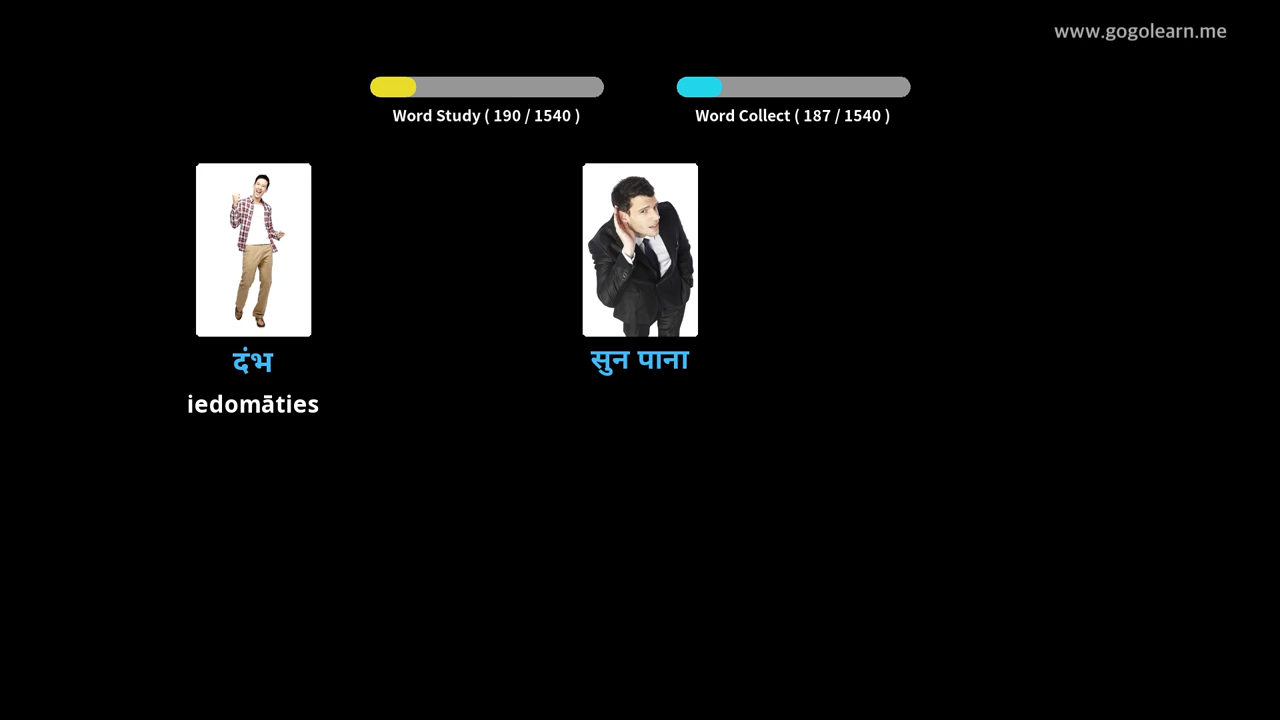 www.gogolearn.me
Word Study ( 190 / 1540 )
Word Collect ( 187 / 1540 )
दंभ
सुन पाना
iedomāties